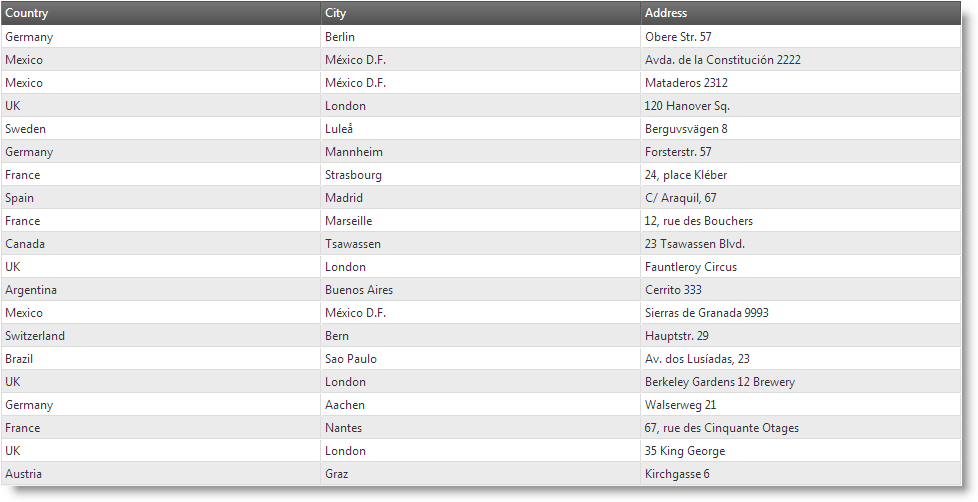 Country City Address
Germany Berlin Obere Str. 57
Mexico México D.F. Avda. de la Constitución 2222
Mexico México D.F. Mataderos 2312
UK London 120 Hanover Sq.
Sweden Luleå Berguvsvägen 8
Germany Mannheim Forsterstr. 57
France Strasbourg 24, place Kléber
Spain Madrid C/ Araquil, 67
France Marseille 12, rue des Bouchers
Canada Tsawassen 23 Tsawassen Blvd.
UK London Fauntleroy Circus
Argentina Buenos Aires Cerrito 333
Mexico México D.F. Sierras de Granada 9993
Switzerland Bern Hauptstr. 29
Brazil Sao Paulo Av. dos Lusíadas, 23
UK London Berkeley Gardens 12 Brewery
Germany Aachen Walserweg 21
France Nantes 67, rue des Cinquante Otages
UK London 35 King George
Austria Graz Kirchgasse 6